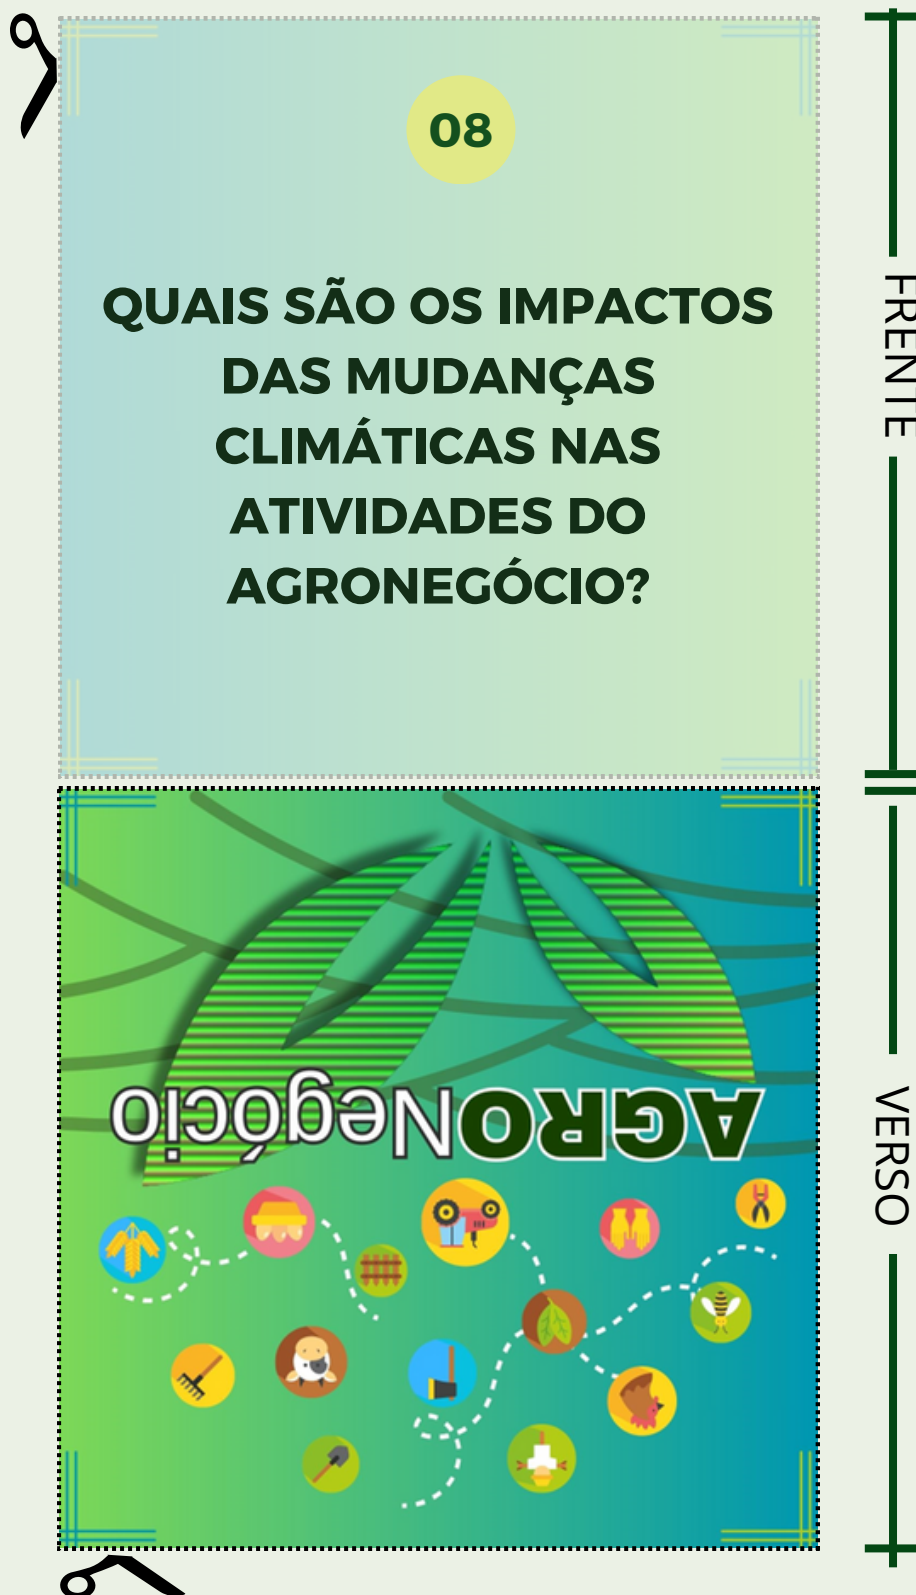 08
QUAIS SÃO OS IMPACTOS
DAS MUDANÇAS
CLIMÁTICAS NAS
ATIVIDADES DO
AGRONEGÓCIO?
FRENTE
AGRONegócio
VERSO